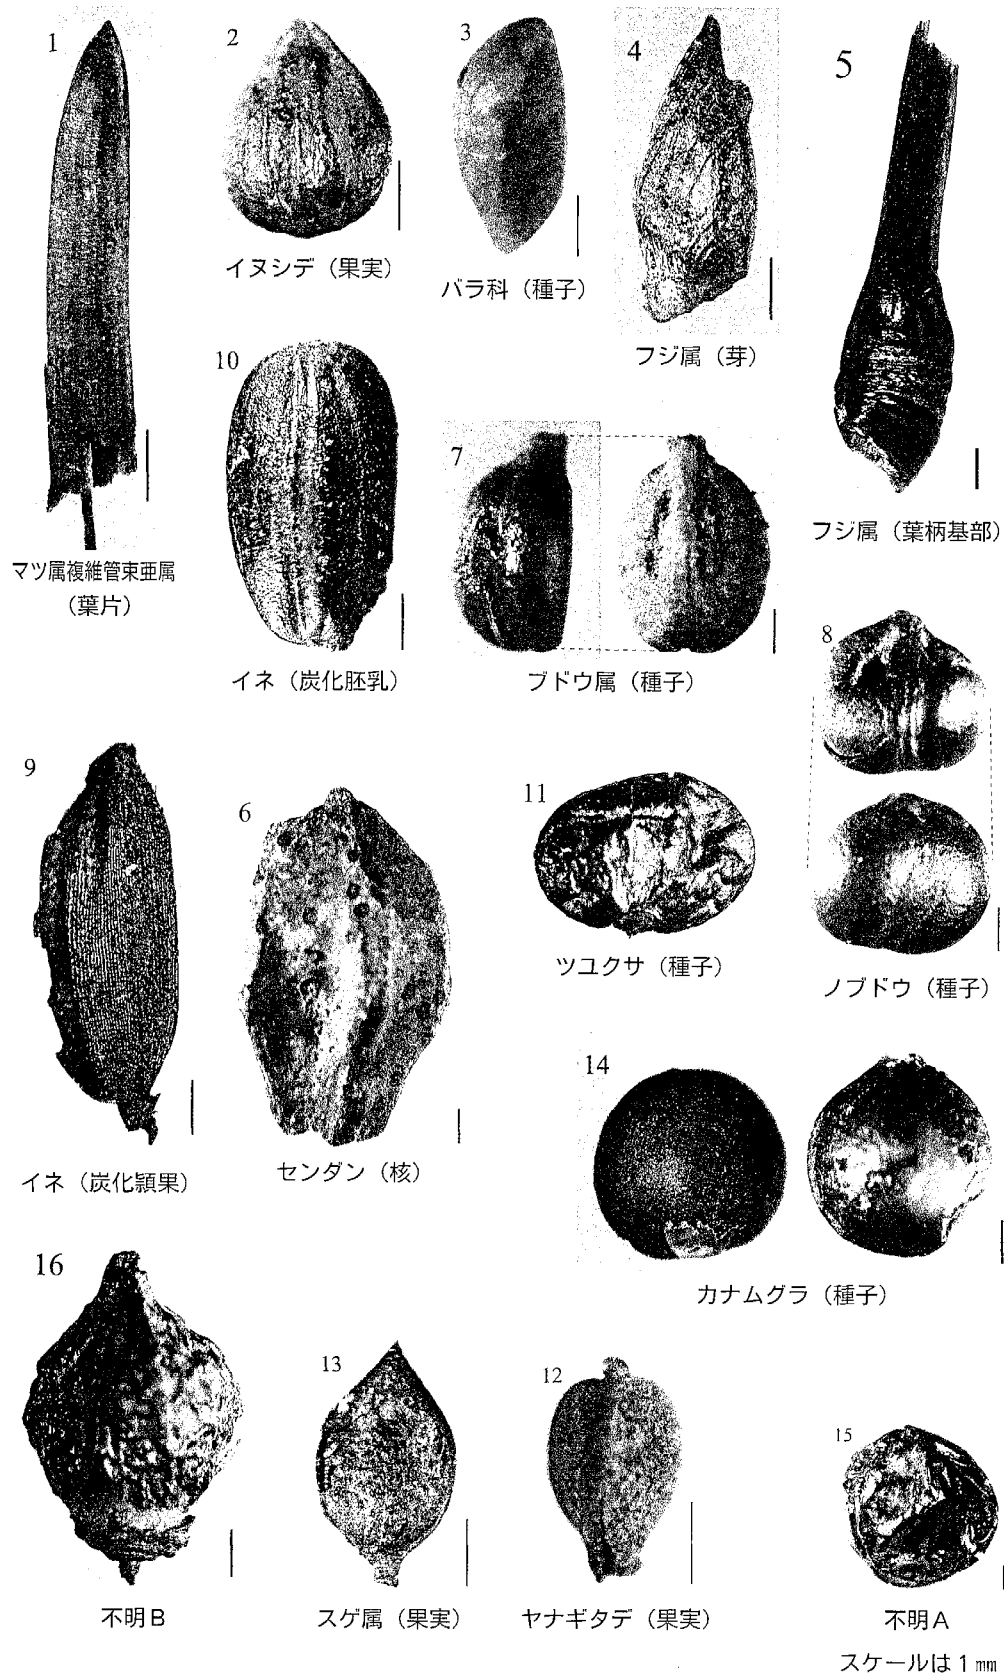 1
マツ属複維管束亜属
（葉片）
2
イヌシデ（果実）
3
バラ科（種子）
4
フジ属（芽）
5
フジ属（葉柄基部）
10
イネ（炭化胚乳）
7
ブドウ属（種子）
8
ノブドウ（種子）
9
イネ（炭化穎果）
6
センダン（核）
11
ツユクサ（種子）
14
カナムグラ（種子）
16
不明B
13
スゲ属（果実）
12
ヤナギタデ（果実）
15
不明A
スケールは1㎜